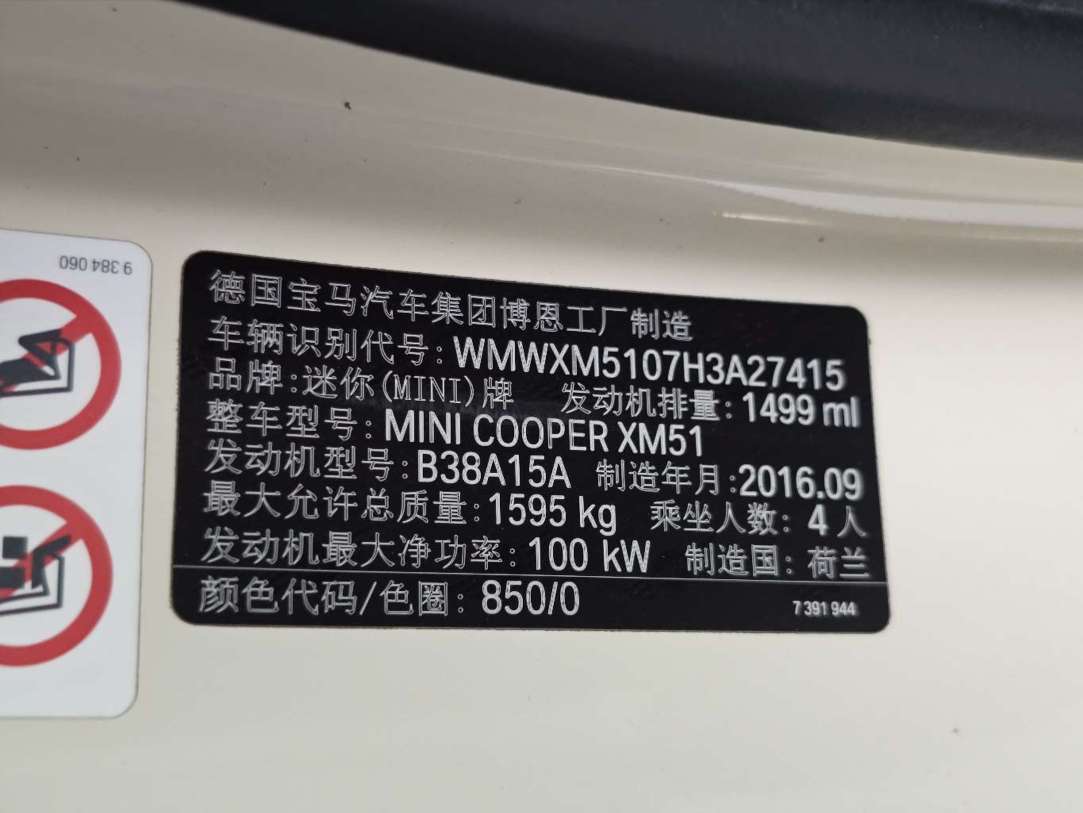 9 384 060
德国宝马汽车集团博恩工厂制造
车辆识别代号: WMWXM5107H3A27415
品牌: 迷你(MINI)牌 发动机排量: 1499 ml
整车型号: MINI COOPER XM51
发动机型号: B38A15A 制造年月: 2016.09
最大允许总质量: 1595 kg 乘坐人数: 4 人
发动机最大净功率: 100 kW 制造国: 荷兰
颜色代码/色圈: 850/0 7 391 944